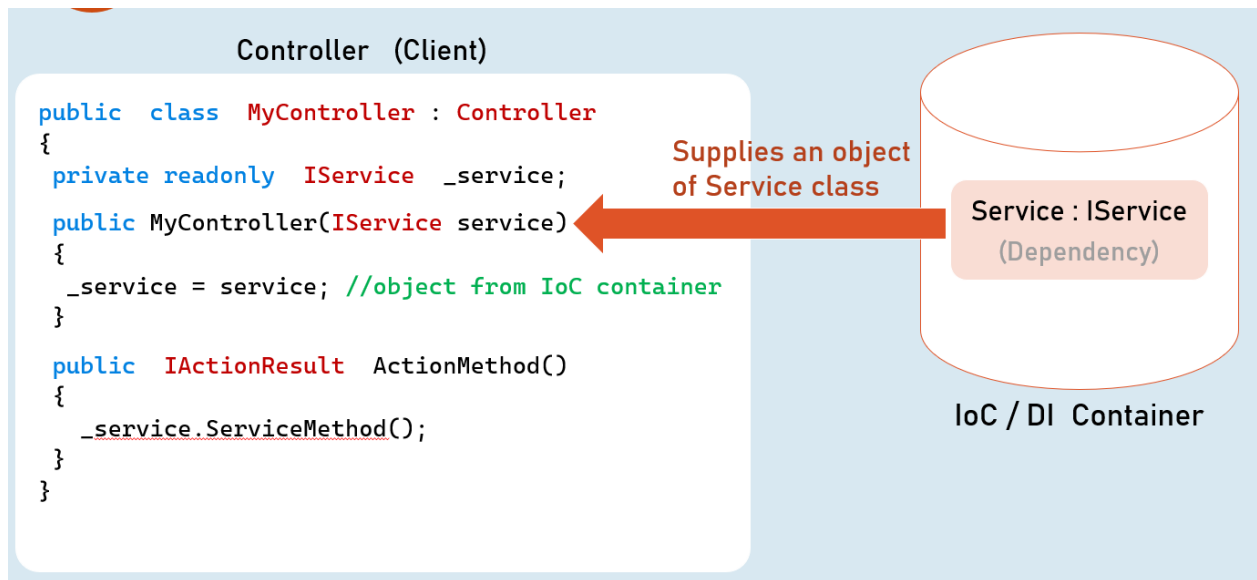 Controller (Client)
public class MyController : Controller
{
private readonly IService _service;
public MyController(IService service)
{
_service = service; //object from IoC container
}
public IActionResult ActionMethod()
{
_service.ServiceMethod();
}
}
Supplies an object
of Service class
Service : IService
(Dependency)
IoC / DI Container